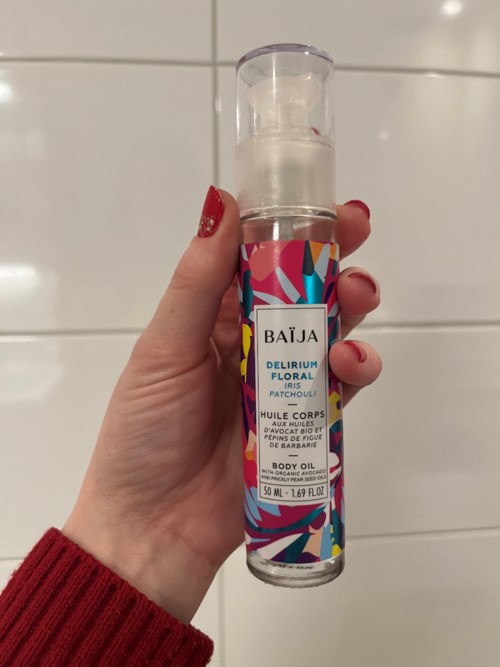 BAÏJA
DELIRIUM
FLORAL
IRIS
PATCHOULI
HUILE CORPS
AUX HUILES
D'AVOCAT BIO ET
PÉPINS DE FIGUE
DE BARBARIE
BODY OIL
WITH ORGANIC AVOCADO
AND PRICKLY PEAR SEED OILS
50 ML - 1.69 FL.OZ